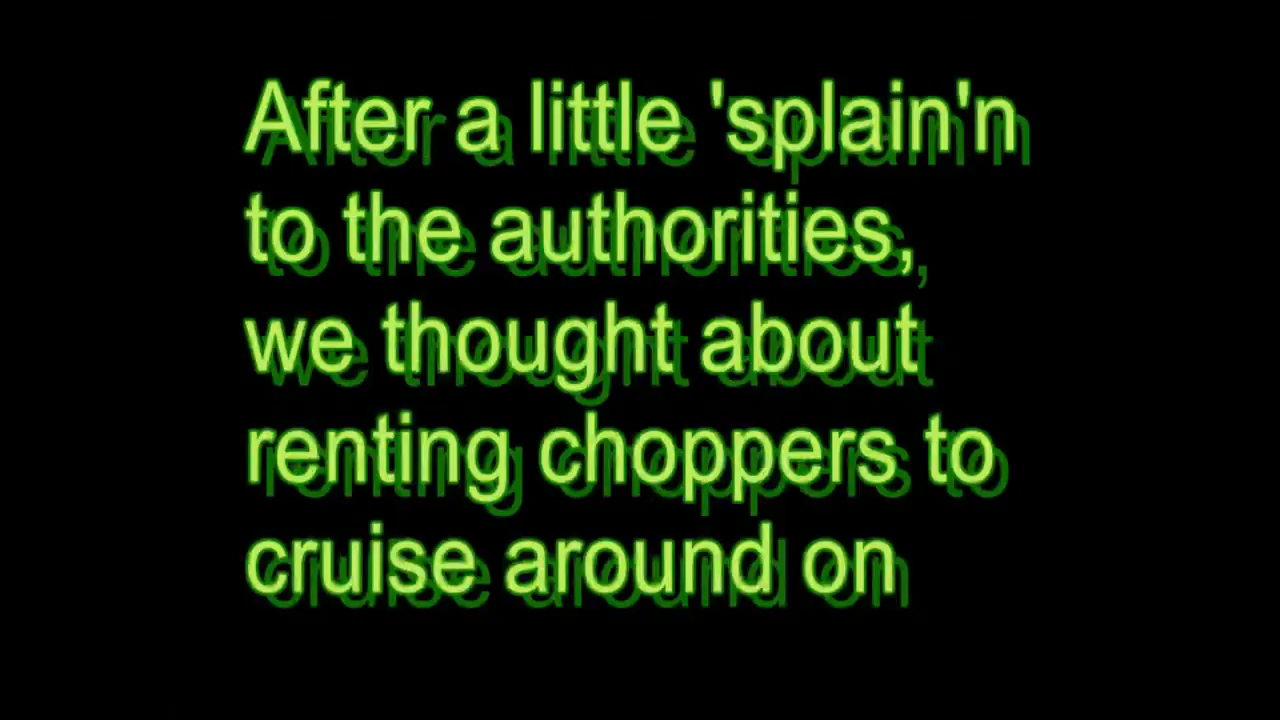 After a little 'splain'n
to the authorities,
we thought about
renting choppers to
cruise around on